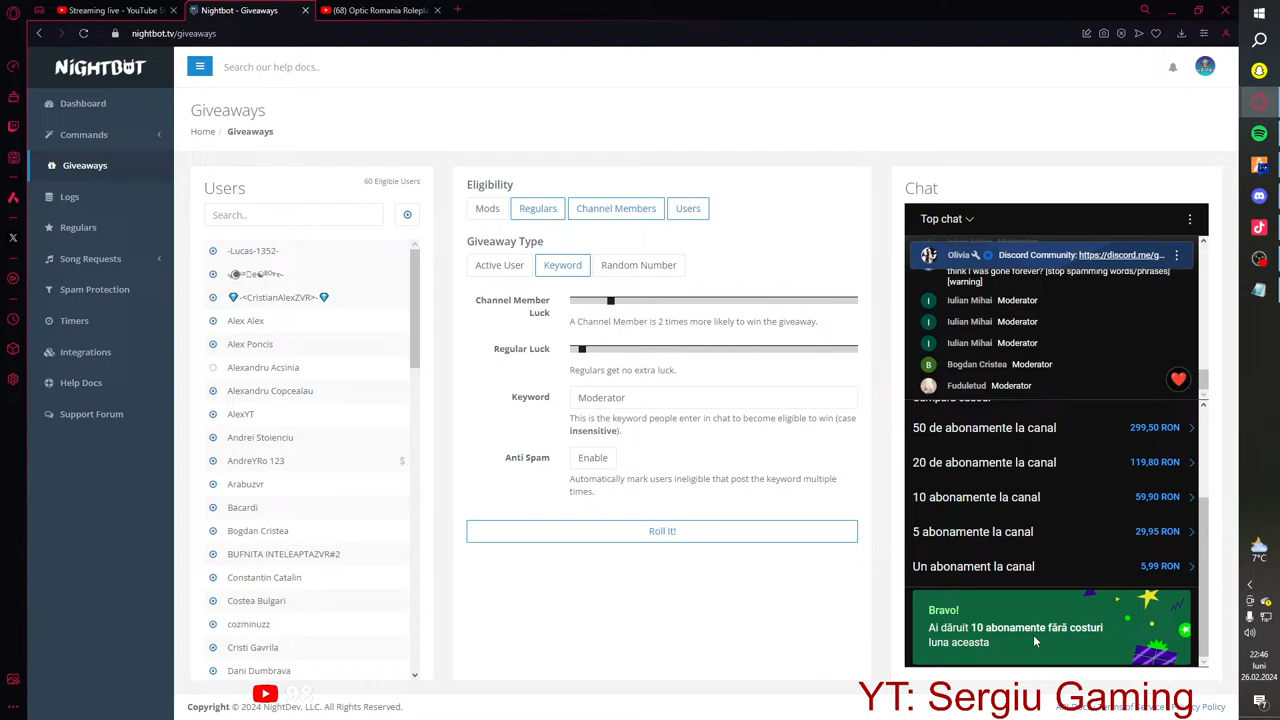 Streaming live - YouTube S
Nightbot - Giveaways
(68) Optic Romania Rolepla
nightbot.tv/giveaways
NIGHTBOT
Search our help docs..
Dashboard
Commands
Giveaways
Logs
Regulars
Song Requests
Spam Protection
Timers
Integrations
Help Docs
Support Forum
Giveaways
Home / Giveaways
Users
60 Eligible Users
Search..
-Lucas-1352-
💎-<CristianAlexZVR>-💎
Alex Alex
Alex Poncis
Alexandru Acsinia
Alexandru Copcealau
AlexYT
Andrei Stoienciu
AndreYRo 123 $
Arabuzvr
Bacardi
Bogdan Cristea
BUFNITA INTELEAPTAZVR#2
Constantin Catalin
Costea Bulgari
cozminuzz
Cristi Gavrila
Dani Dumbrava
Eligibility
Mods Regulars Channel Members Users
Giveaway Type
Active User Keyword Random Number
Channel Member
Luck
A Channel Member is 2 times more likely to win the giveaway.
Regular Luck
Regulars get no extra luck.
Keyword
Moderator
This is the keyword people enter in chat to become eligible to win (case
insensitive).
Anti Spam
Enable
Automatically mark users ineligible that post the keyword multiple
times.
Roll It!
Chat
Top chat
Olivia Discord Community: https://discord.me/g...
think I was gone forever? [stop spamming words/phrases]
[warning]
I Iulian Mihai Moderator
I Iulian Mihai Moderator
I Iulian Mihai Moderator
B Bogdan Cristea Moderator
Fuduletud Moderator
50 de abonamente la canal 299,50 RON
20 de abonamente la canal 119,80 RON
10 abonamente la canal 59,90 RON
5 abonamente la canal 29,95 RON
Un abonament la canal 5,99 RON
Bravo!
Ai dăruit 10 abonamente fără costuri
luna aceasta
7°C
22:46
luni
26.02.2024
98
YT: Sergiu Gaming
Copyright © 2024 NightDev, LLC. All Rights Reserved.
API Docs Terms of Service Privacy Policy